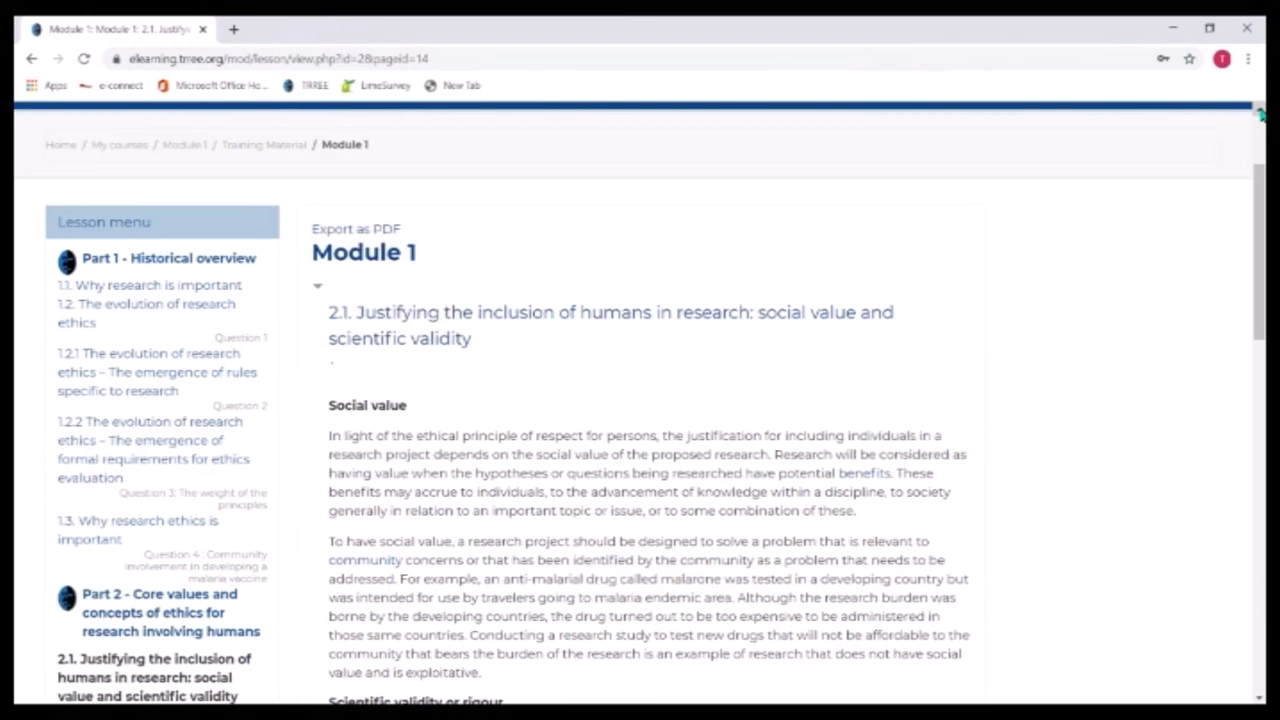 Module 1: Module 1: 2.1. Justify
elearning.trree.org/mod/lesson/view.php?id=28&pageid=14
T
Apps e-connect Microsoft Office Ho... TRREE LimeSurvey New Tab
Home / My courses / Module 1 / Training Material / Module 1
Lesson menu
Part 1 - Historical overview
1.1. Why research is important
1.2. The evolution of research
ethics
Question 1
1.2.1 The evolution of research
ethics – The emergence of rules
specific to research
Question 2
1.2.2 The evolution of research
ethics – The emergence of
formal requirements for ethics
evaluation
Question 3: The weight of the
principles
1.3. Why research ethics is
important
Question 4 : Community
involvement in developing a
malaria vaccine
Part 2 - Core values and
concepts of ethics for
research involving humans
2.1. Justifying the inclusion of
humans in research: social
value and scientific validity
Export as PDF
Module 1
2.1. Justifying the inclusion of humans in research: social value and
scientific validity
.
Social value
In light of the ethical principle of respect for persons, the justification for including individuals in a
research project depends on the social value of the proposed research. Research will be considered as
having value when the hypotheses or questions being researched have potential benefits. These
benefits may accrue to individuals, to the advancement of knowledge within a discipline, to society
generally in relation to an important topic or issue, or to some combination of these.
To have social value, a research project should be designed to solve a problem that is relevant to
community concerns or that has been identified by the community as a problem that needs to be
addressed. For example, an anti-malarial drug called malarone was tested in a developing country but
was intended for use by travelers going to malaria endemic area. Although the research burden was
borne by the developing countries, the drug turned out to be too expensive to be administered in
those same countries. Conducting a research study to test new drugs that will not be affordable to the
community that bears the burden of the research is an example of research that does not have social
value and is exploitative.
Scientific validity or rigour